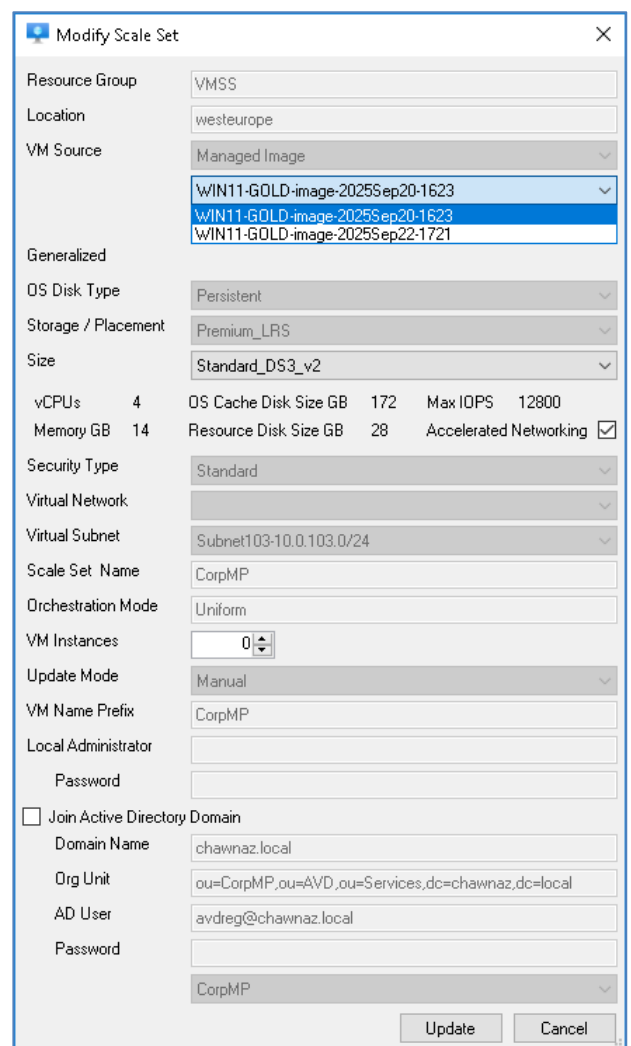 Modify Scale Set
Resource Group VMSS
Location westeurope
VM Source Managed Image
WIN11-GOLD-image-2025Sep20-1623
WIN11-GOLD-image-2025Sep20-1623
WIN11-GOLD-image-2025Sep22-1721
Generalized
OS Disk Type Persistent
Storage / Placement Premium_LRS
Size Standard_DS3_v2
vCPUs 4 OS Cache Disk Size GB 172 Max IOPS 12800
Memory GB 14 Resource Disk Size GB 28 Accelerated Networking
Security Type Standard
Virtual Network
Virtual Subnet Subnet103-10.0.103.0/24
Scale Set Name CorpMP
Orchestration Mode Uniform
VM Instances 0
Update Mode Manual
VM Name Prefix CorpMP
Local Administrator
Password
Join Active Directory Domain
Domain Name chawnaz.local
Org Unit ou=CorpMP,ou=AVD,ou=Services,dc=chawnaz,dc=local
AD User avdreg@chawnaz.local
Password
CorpMP
Update Cancel